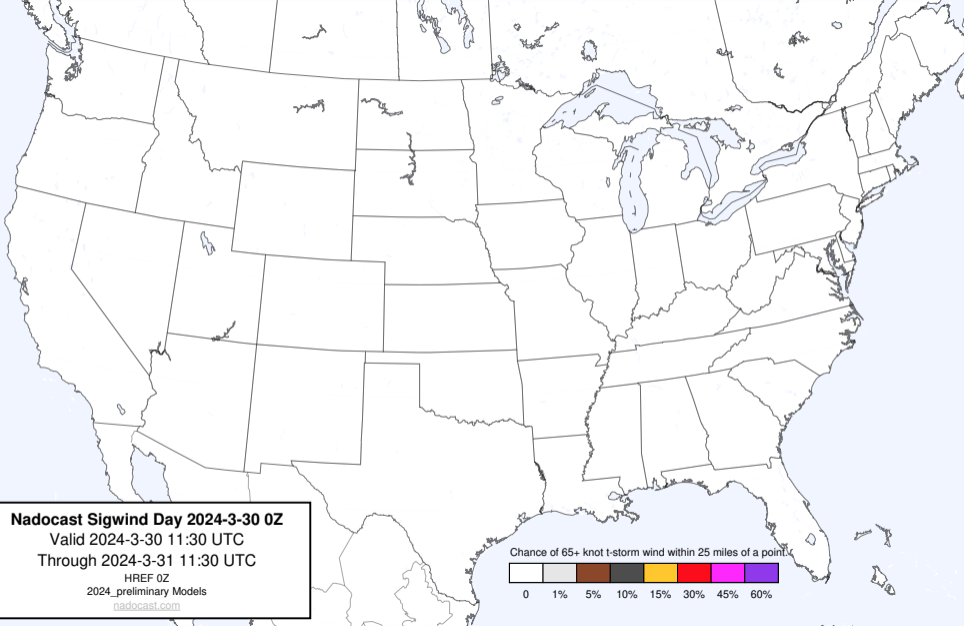 Nadocast Sigwind Day 2024-3-30 0Z
Valid 2024-3-30 11:30 UTC
Through 2024-3-31 11:30 UTC
HREF 0Z
2024_preliminary Models
nadocast.com
Chance of 65+ knot t-storm wind within 25 miles of a point.
0 1% 5% 10% 15% 30% 45% 60%